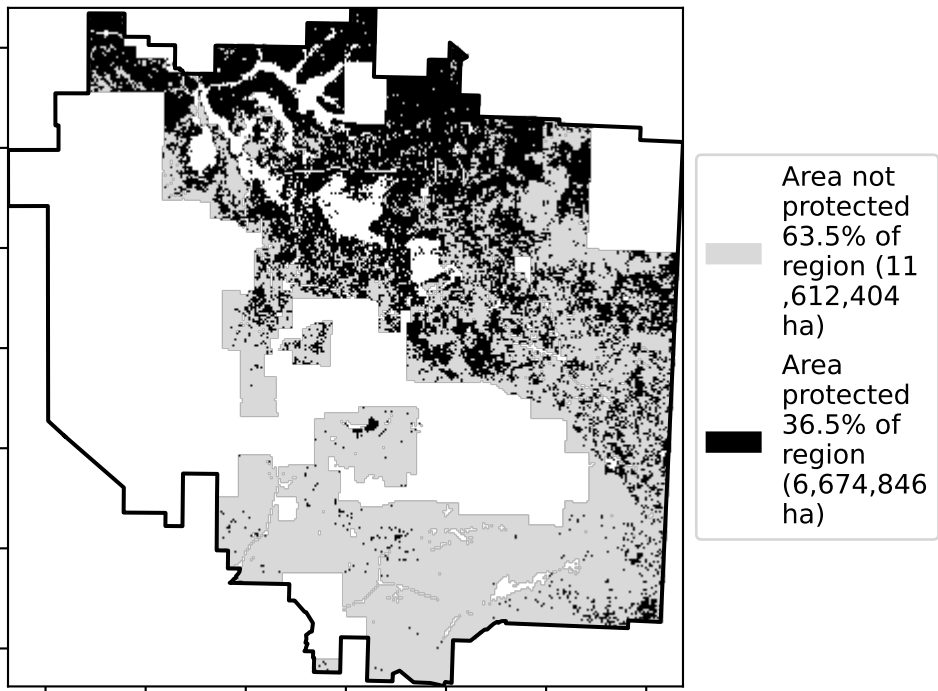 Area not
protected
63.5% of
region (11
,612,404
ha)
Area
protected
36.5% of
region
(6,674,846
ha)